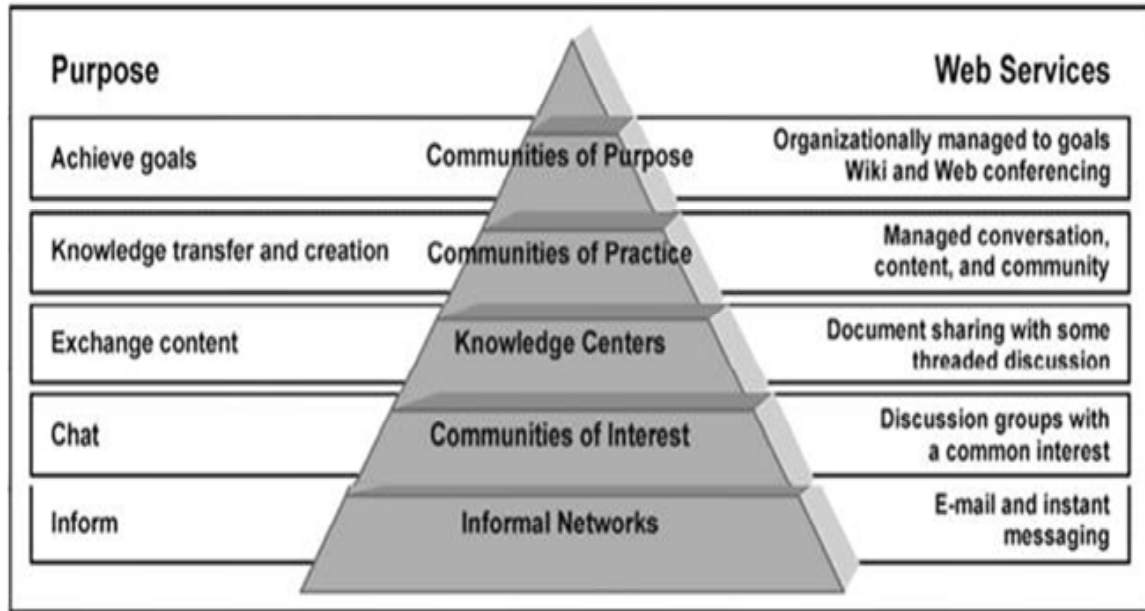 Purpose
Web Services
Achieve goals
Communities of Purpose
Organizationally managed to goals
Wiki and Web conferencing
Knowledge transfer and creation
Communities of Practice
Managed conversation,
content, and community
Exchange content
Knowledge Centers
Document sharing with some
threaded discussion
Chat
Communities of Interest
Discussion groups with
a common interest
Inform
Informal Networks
E-mail and instant
messaging